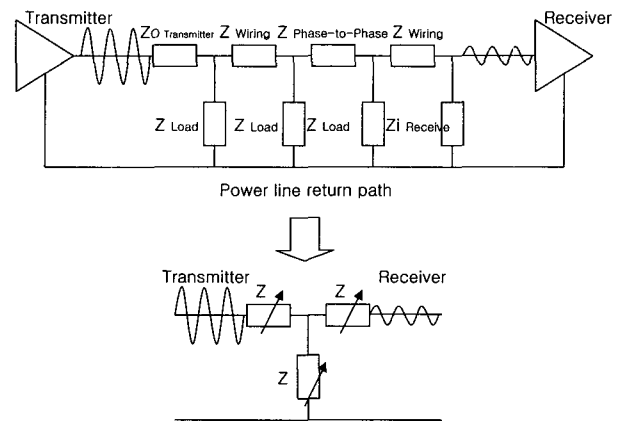 Transmitter
Receiver
Zo Transmitter
Z Wiring
Z Phase-to-Phase
Z Wiring
Z Load
Z Load
Z Load
Zi Receive
Power line return path
Transmitter
Receiver
Z
Z
Z